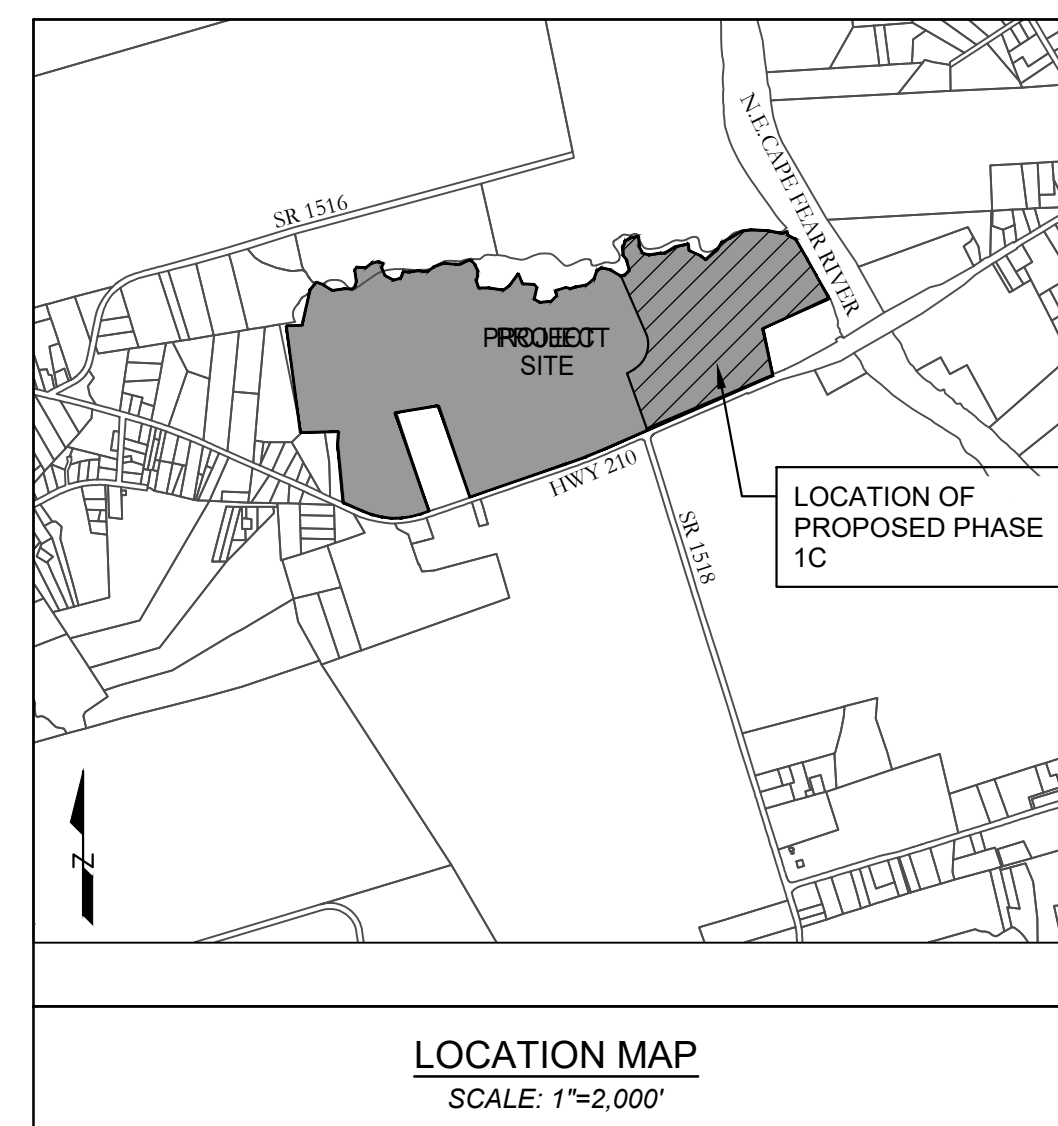 N.E. CAPE FEAR RIVER
SR 1516
PROJECT
SITE
HWY 210
SR 1518
LOCATION OF
PROPOSED PHASE
1C
Z
LOCATION MAP
SCALE: 1"=2,000'